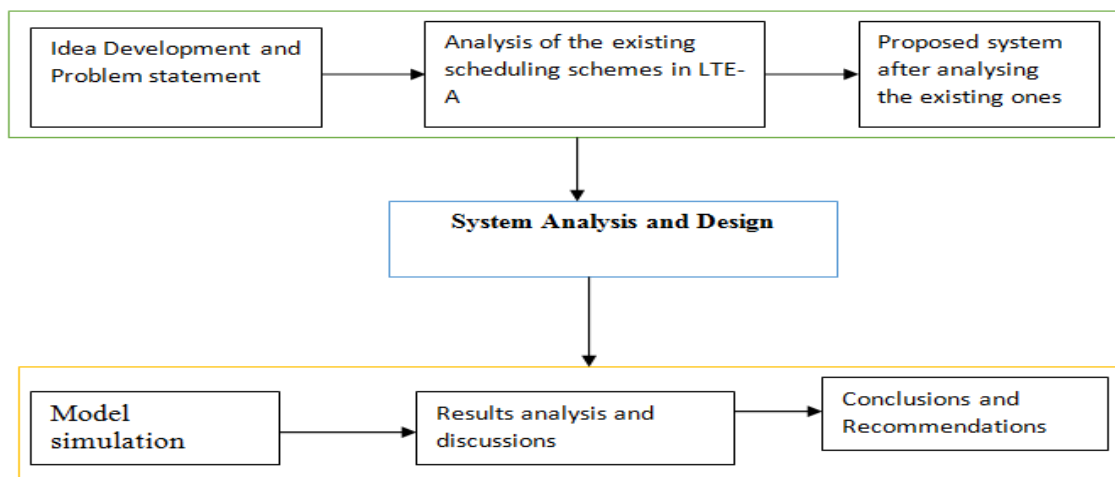 Idea Development and
Problem statement
Analysis of the existing
scheduling schemes in LTE-
A
Proposed system
after analysing
the existing ones
System Analysis and Design
Model
simulation
Results analysis and
discussions
Conclusions and
Recommendations